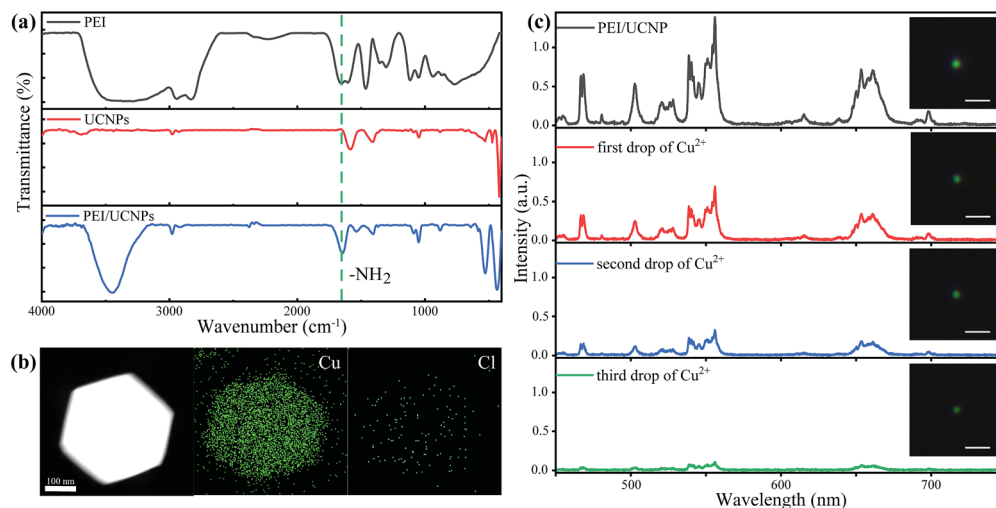 (a)
PEI
UCNPs
PEI/UCNPs
-NH₂
Transmittance (%)
4000 3000 2000 1000
Wavenumber (cm⁻¹)
(b)
Cu
Cl
100 nm
(c)
PEI/UCNP
1.0
0.5
0.0
first drop of Cu²⁺
1.0
0.5
0.0
second drop of Cu²⁺
1.0
0.5
0.0
third drop of Cu²⁺
1.0
0.5
0.0
Intensity (a.u.)
500 600 700
Wavelength (nm)